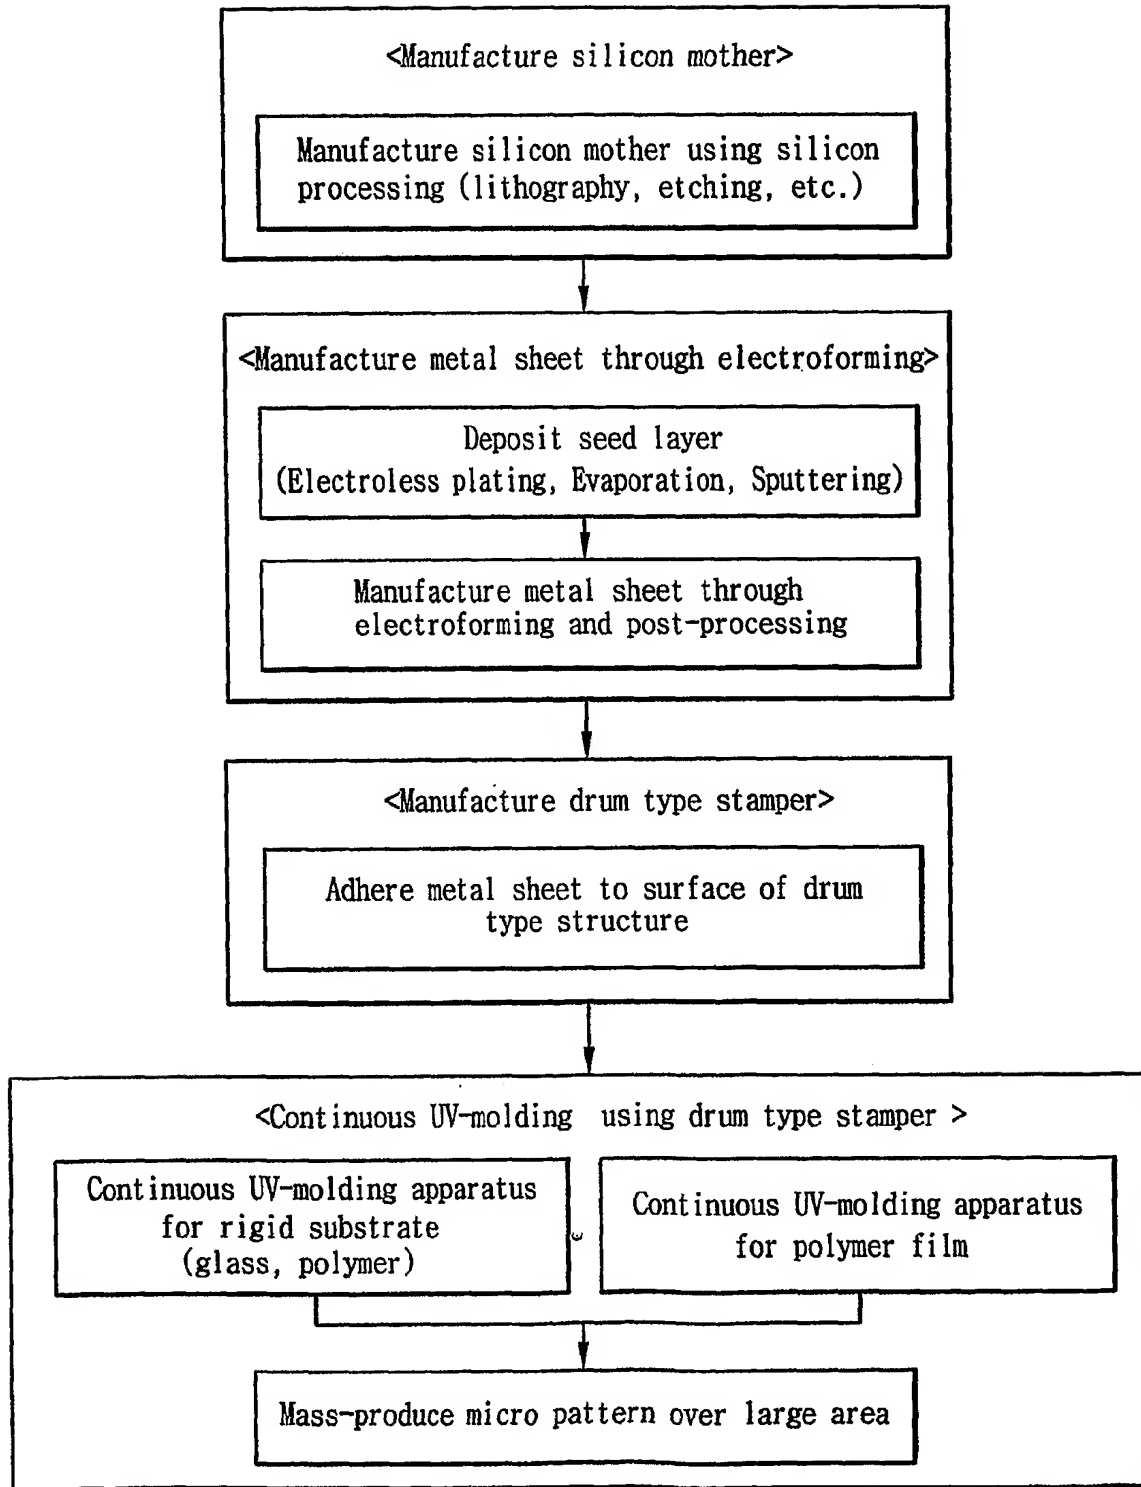 <Manufacture silicon mother>
Manufacture silicon mother using silicon
processing (lithography, etching, etc.)
<Manufacture metal sheet through electroforming>
Deposit seed layer
(Electroless plating, Evaporation, Sputtering)
Manufacture metal sheet through
electroforming and post-processing
<Manufacture drum type stamper>
Adhere metal sheet to surface of drum
type structure
<Continuous UV-molding using drum type stamper >
Continuous UV-molding apparatus
for rigid substrate
(glass, polymer)
Continuous UV-molding apparatus
for polymer film
Mass-produce micro pattern over large area